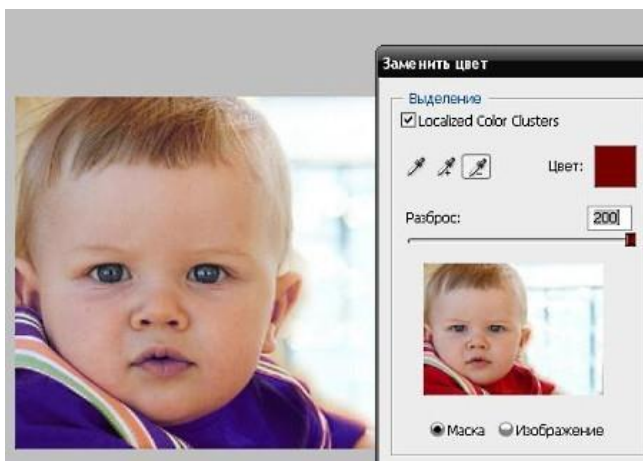 Заменить цвет
Выделение
Localized Color Clusters
Цвет:
Разброс: 200
Маска Изображение